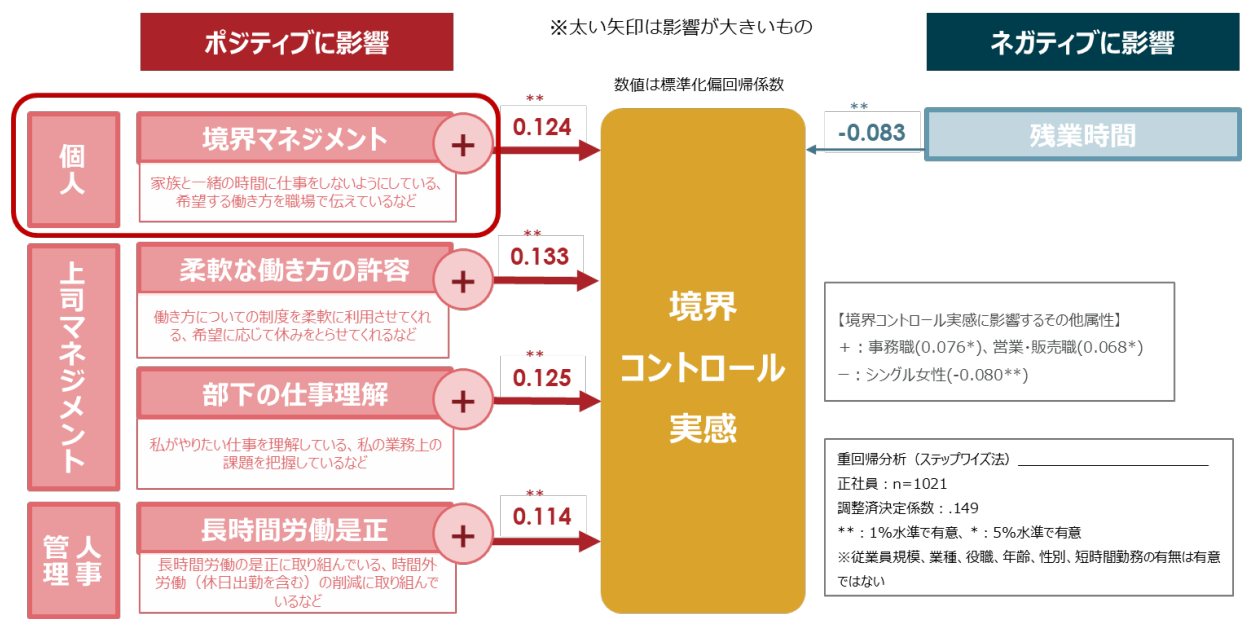 ポジティブに影響
※太い矢印は影響が大きいもの
ネガティブに影響
数値は標準化偏回帰係数
個人
境界マネジメント
+
家族と一緒の時間に仕事をしないようにしている、
希望する働き方を職場で伝えているなど
**
0.124
上司マネジメント
柔軟な働き方の許容
+
働き方についての制度を柔軟に利用させてくれ
る、希望に応じて休みをとらせてくれるなど
**
0.133
部下の仕事理解
+
私がやりたい仕事を理解している、私の業務上の
課題を把握しているなど
**
0.125
人事管理
長時間労働是正
+
長時間労働の是正に取り組んでいる、時間外
労働（休日出勤を含む）の削減に取り組んで
いるなど
**
0.114
境界
コントロール
実感
**
-0.083
残業時間
【境界コントロール実感に影響するその他属性】
＋：事務職(0.076*)、営業・販売職(0.068*)
－：シングル女性(-0.080**)
重回帰分析（ステップワイズ法）
正社員：n=1021
調整済決定係数：.149
**：1%水準で有意、*：5%水準で有意
※従業員規模、業種、役職、年齢、性別、短時間勤務の有無は有意
ではない